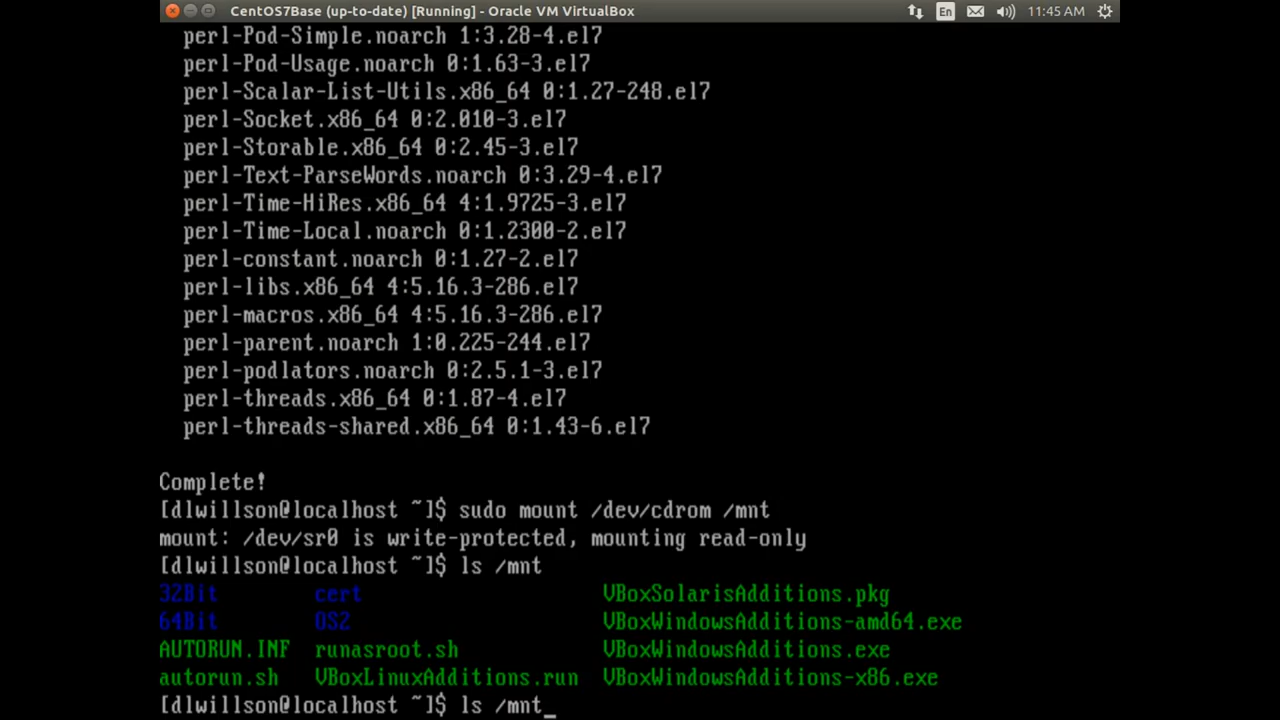 CentOS7Base (up-to-date) [Running] - Oracle VM VirtualBox En 11:45 AM
perl-Pod-Simple.noarch 1:3.28-4.el7
perl-Pod-Usage.noarch 0:1.63-3.el7
perl-Scalar-List-Utils.x86_64 0:1.27-248.el7
perl-Socket.x86_64 0:2.010-3.el7
perl-Storable.x86_64 0:2.45-3.el7
perl-Text-ParseWords.noarch 0:3.29-4.el7
perl-Time-HiRes.x86_64 4:1.9725-3.el7
perl-Time-Local.noarch 0:1.2300-2.el7
perl-constant.noarch 0:1.27-2.el7
perl-libs.x86_64 4:5.16.3-286.el7
perl-macros.x86_64 4:5.16.3-286.el7
perl-parent.noarch 1:0.225-244.el7
perl-podlators.noarch 0:2.5.1-3.el7
perl-threads.x86_64 0:1.87-4.el7
perl-threads-shared.x86_64 0:1.43-6.el7
Complete!
[dlwillson@localhost ~]$ sudo mount /dev/cdrom /mnt
mount: /dev/sr0 is write-protected, mounting read-only
[dlwillson@localhost ~]$ ls /mnt
32Bit cert VBoxSolarisAdditions.pkg
64Bit OS2 VBoxWindowsAdditions-amd64.exe
AUTORUN.INF runasroot.sh VBoxWindowsAdditions.exe
autorun.sh VBoxLinuxAdditions.run VBoxWindowsAdditions-x86.exe
[dlwillson@localhost ~]$ ls /mnt_